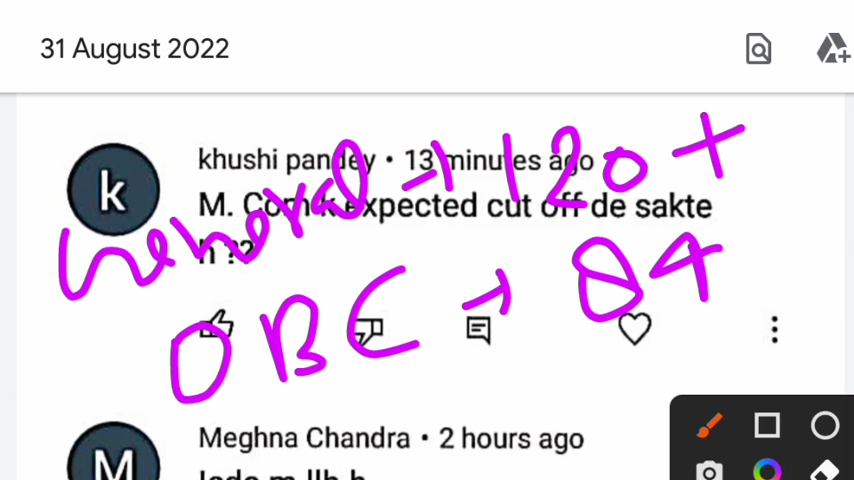 31 August 2022
khushi pandey • 13 minutes ago
General → 120+
M. Com k expected cut off de sakte
h ??
OBC → 84
k
Meghna Chandra • 2 hours ago
M